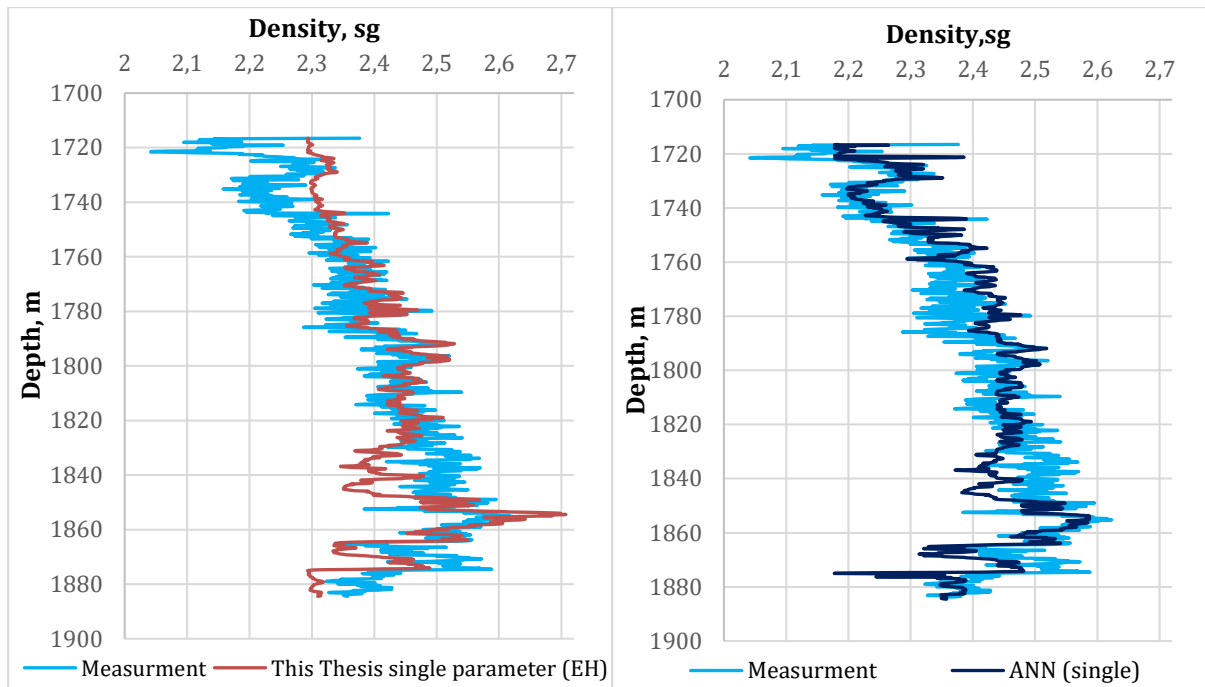 Density, sg
2 2,1 2,2 2,3 2,4 2,5 2,6 2,7
1700
1720
1740
1760
1780
1800
1820
1840
1860
1880
1900
Depth, m
Measurment This Thesis single parameter (EH)
Density,sg
2 2,1 2,2 2,3 2,4 2,5 2,6 2,7
1700
1720
1740
1760
1780
1800
1820
1840
1860
1880
1900
Depth, m
Measurment ANN (single)